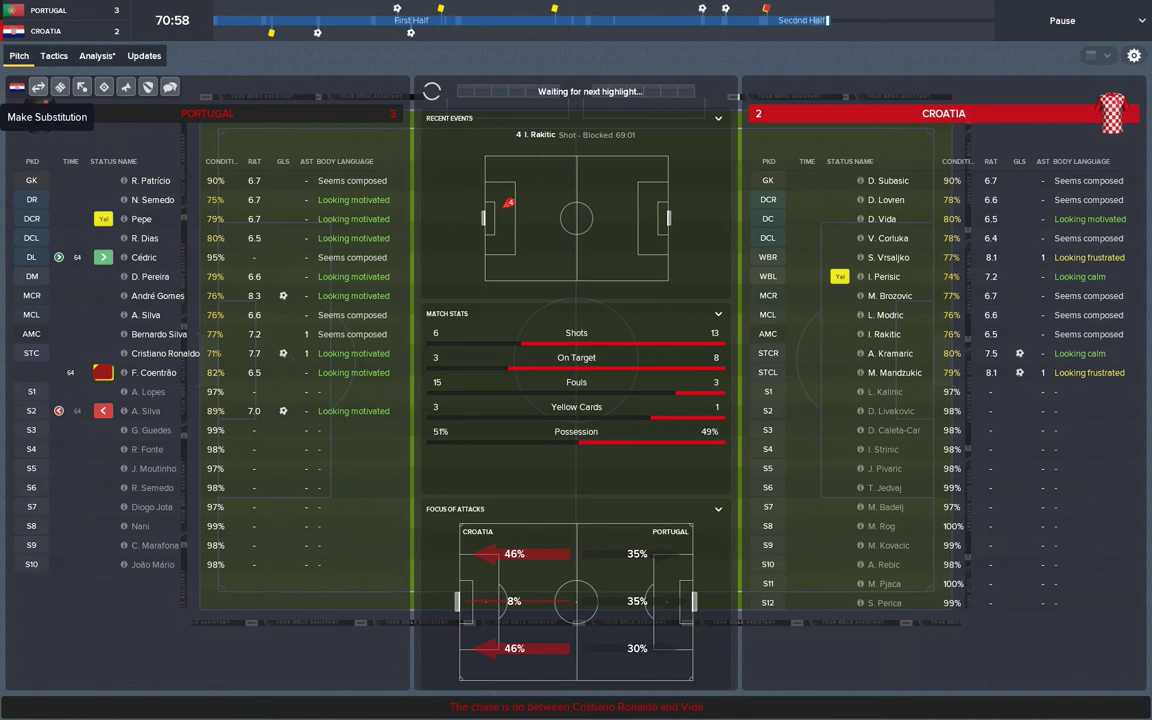 PORTUGAL 3
CROATIA 2
70:58
First Half
Second Half
Pause
Pitch Tactics Analysis* Updates
Make Substitution
PORTUGAL 3
PKD TIME STATUS NAME CONDITI... RAT GLS AST BODY LANGUAGE
GK R. Patrício 90% 6.7 - Seems composed
DR N. Semedo 75% 6.7 - Looking motivated
DCR Yel Pepe 79% 6.7 - Looking motivated
DCL R. Dias 80% 6.5 - Looking motivated
DL 64 Cédric 95% - - Seems composed
DM D. Pereira 79% 6.6 - Looking motivated
MCR André Gomes 76% 8.3 - Looking motivated
MCL A. Silva 76% 6.6 - Seems composed
AMC Bernardo Silva 77% 7.2 1 Seems composed
STC Cristiano Ronaldo 71% 7.7 1 Looking motivated
64 F. Coentrão 82% 6.5 - Looking motivated
S1 A. Lopes 97% - - -
S2 64 A. Silva 89% 7.0 - Looking motivated
S3 G. Guedes 99% - - -
S4 R. Fonte 98% - - -
S5 J. Moutinho 97% - - -
S6 R. Semedo 98% - - -
S7 Diogo Jota 97% - - -
S8 Nani 99% - - -
S9 C. Marafona 98% - - -
S10 João Mário 98% - - -
Waiting for next highlight...
RECENT EVENTS
4 I. Rakitic Shot - Blocked 69:01
4
MATCH STATS
6 Shots 13
3 On Target 8
15 Fouls 3
3 Yellow Cards 1
51% Possession 49%
FOCUS OF ATTACKS
CROATIA PORTUGAL
46% 35%
8% 35%
46% 30%
2 CROATIA
PKD TIME STATUS NAME CONDITI... RAT GLS AST BODY LANGUAGE
GK D. Subasic 90% 6.7 - Seems composed
DCR D. Lovren 78% 6.6 - Seems composed
DC D. Vida 80% 6.5 - Looking motivated
DCL V. Corluka 78% 6.4 - Seems composed
WBR S. Vrsaljko 77% 8.1 1 Looking frustrated
WBL Yel I. Perisic 74% 7.2 - Looking calm
MCR M. Brozovic 77% 6.7 - Seems composed
MCL L. Modric 76% 6.6 - Seems composed
AMC I. Rakitic 76% 6.5 - Seems composed
STCR A. Kramaric 80% 7.5 - Looking calm
STCL M. Mandzukic 79% 8.1 1 Looking frustrated
S1 L. Kalinic 98% - - -
S2 D. Livakovic 98% - - -
S3 D. Caleta-Car 98% - - -
S4 I. Strinic 98% - - -
S5 J. Pivaric 98% - - -
S6 T. Jedvaj 98% - - -
S7 M. Badelj 97% - - -
S8 M. Rog 100% - - -
S9 M. Kovacic 99% - - -
S10 A. Rebic 98% - - -
S11 M. Pjaca 100% - - -
S12 S. Perica 99% - - -
The chase is on between Cristiano Ronaldo and Vida